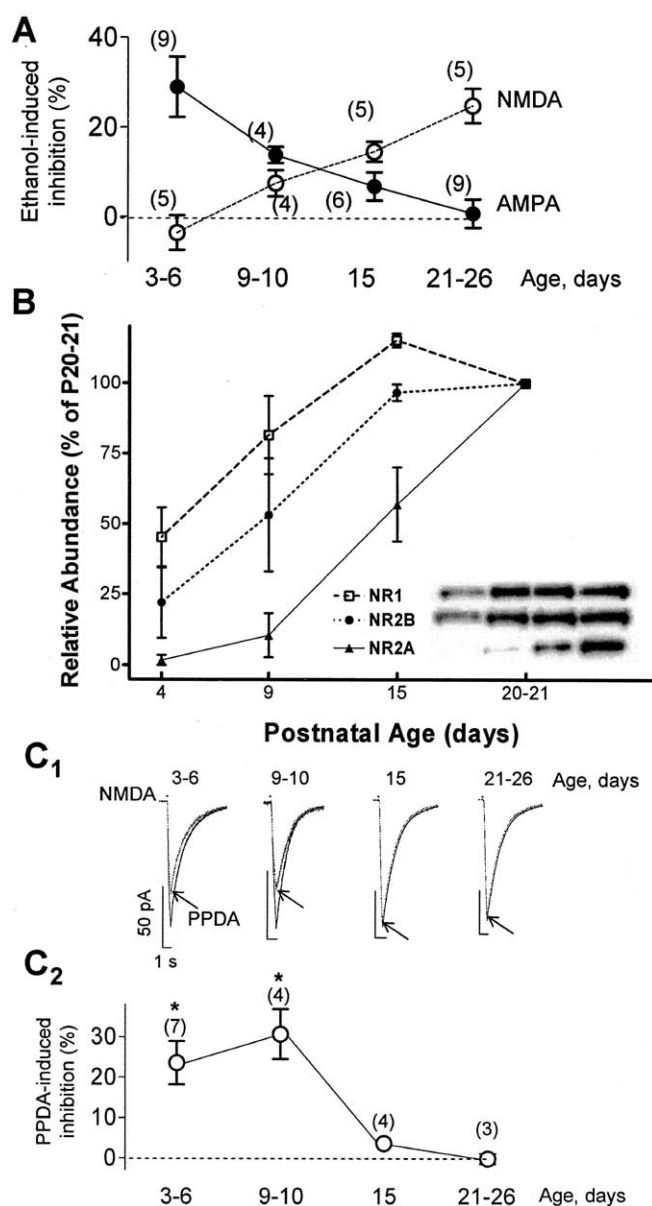 A
Ethanol-induced
inhibition (%)
40
20
0
(9)
(4)
(5)
(5)
NMDA
(5)
(4)
(6)
(9)
AMPA
3-6 9-10 15 21-26 Age, days
B
Relative Abundance (% of P20-21)
100
75
50
25
0
NR1
NR2B
NR2A
4 9 15 20-21
Postnatal Age (days)
C1
3-6 9-10 15 21-26 Age, days
NMDA
PPDA
50 pA
1 s
C2
PPDA-induced
inhibition (%)
30
20
10
0
* *
(7) (4)
(4) (3)
3-6 9-10 15 21-26 Age, days